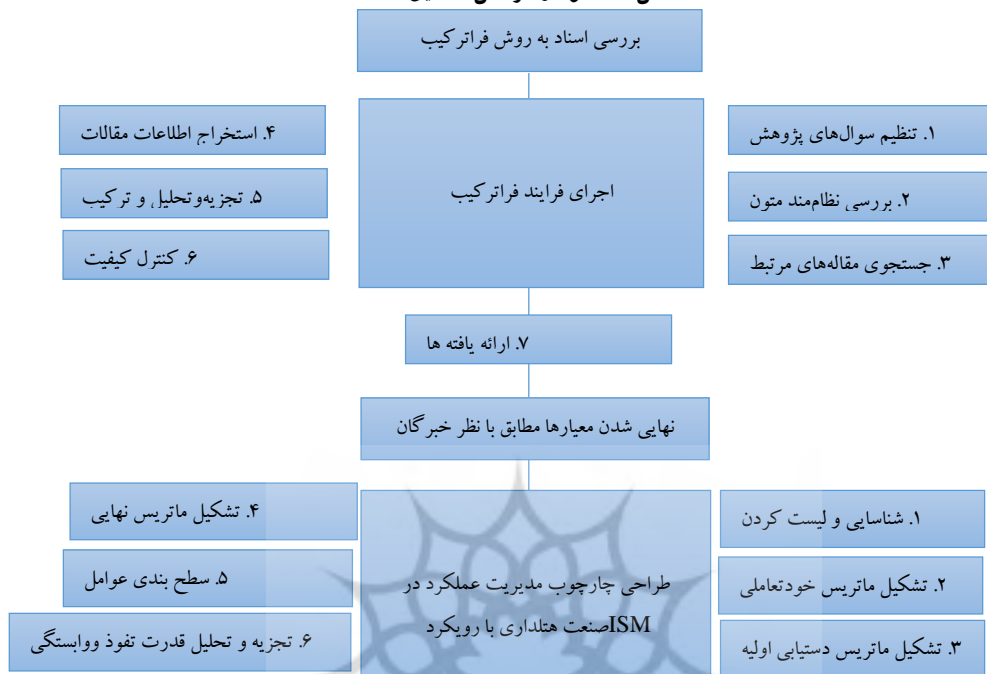 بررسی اسناد به روش فراترکیب
۱. تنظیم سوال‌های پژوهش
۲. بررسی نظام‌مند متون
۳. جستجوی مقاله‌های مرتبط
اجرای فرایند فراترکیب
۴. استخراج اطلاعات مقالات
۵. تجزیه‌وتحلیل و ترکیب
۶. کنترل کیفیت
۷. ارائه یافته ها
نهایی شدن معیارها مطابق با نظر خبرگان
۱. شناسایی و لیست کردن
۲. تشکیل ماتریس خودتعاملی
۳. تشکیل ماتریس دستیابی اولیه
طراحی چارچوب مدیریت عملکرد در
صنعت هتلداری با رویکرد ISM
۴. تشکیل ماتریس نهایی
۵. سطح بندی عوامل
۶. تجزیه و تحلیل قدرت تفوذ ووابستگی